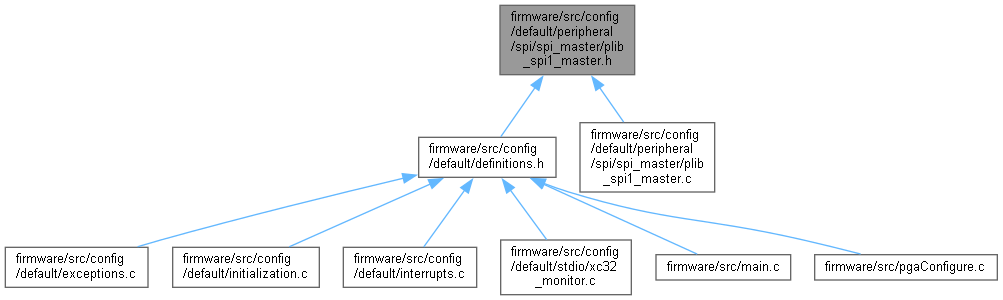 firmware/src/config
/default/peripheral
/spi/spi_master/plib
_spi1_master.h
firmware/src/config
/default/definitions.h
firmware/src/config
/default/peripheral
/spi/spi_master/plib
_spi1_master.c
firmware/src/config
/default/exceptions.c
firmware/src/config
/default/initialization.c
firmware/src/config
/default/interrupts.c
firmware/src/config
/default/stdio/xc32
_monitor.c
firmware/src/main.c
firmware/src/pgaConfigure.c